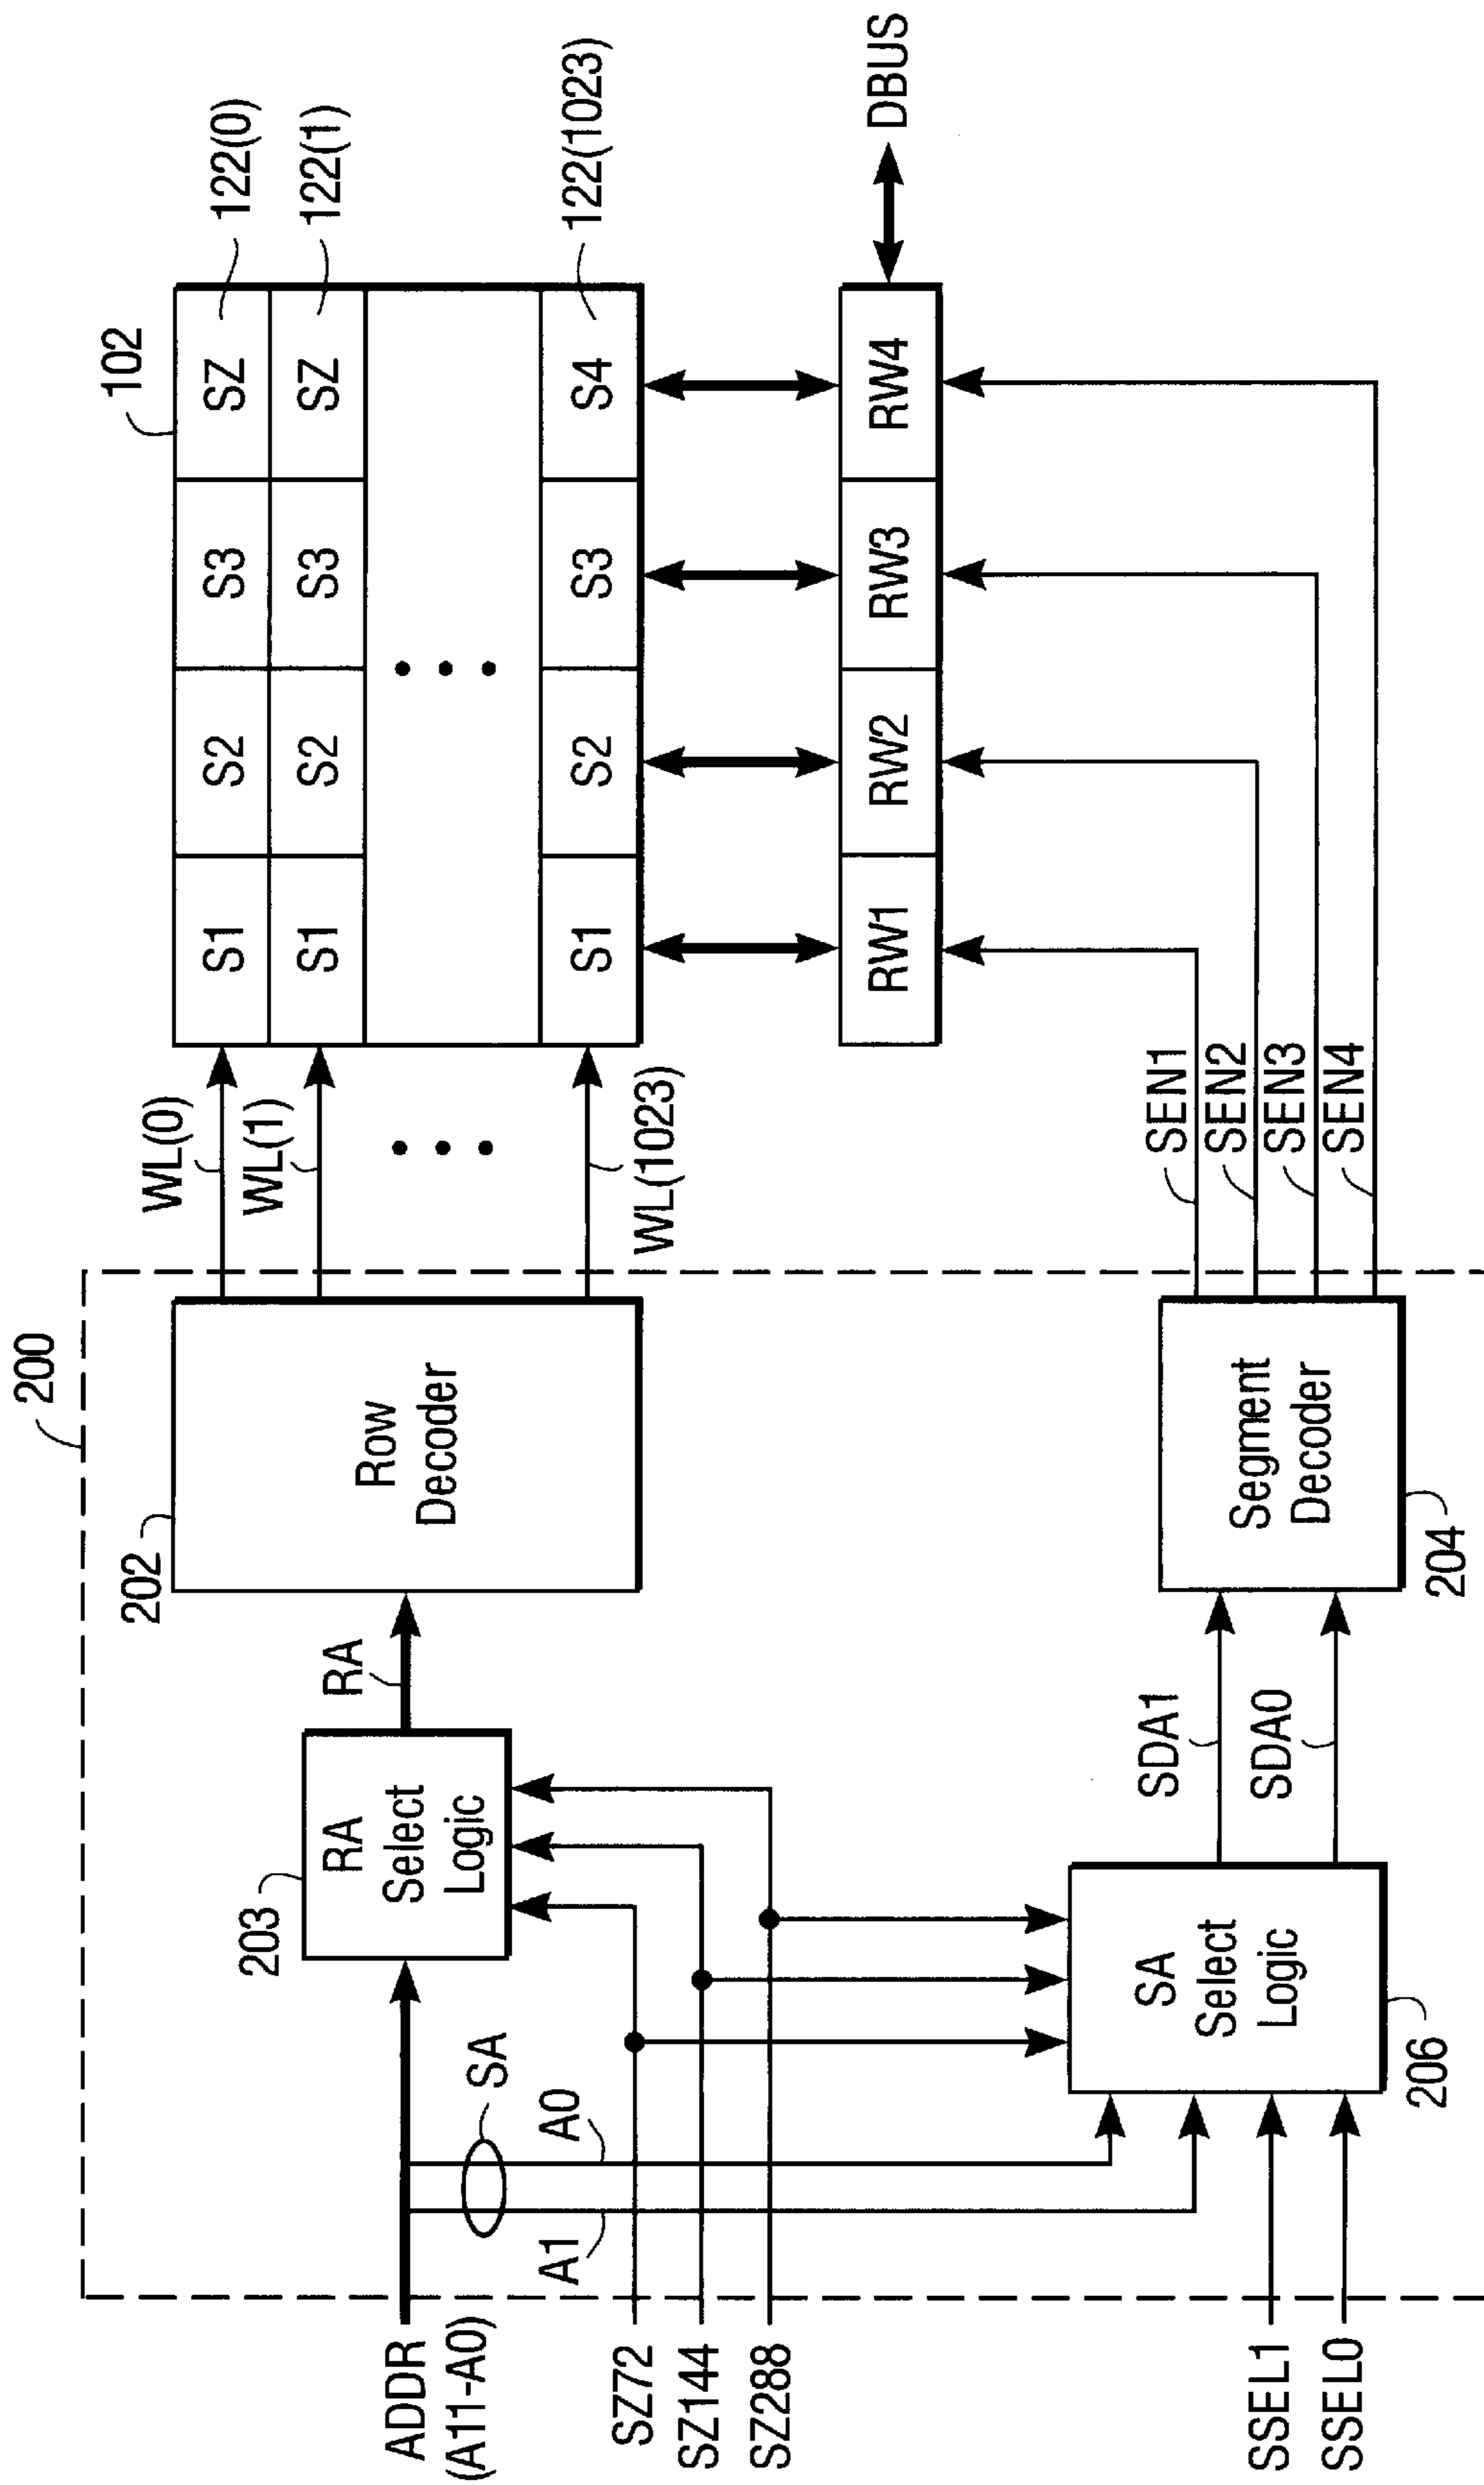 200
ADDR
(A11-A0)
SZ72
SZ144
SZ288
SSEL1
SSEL0
A1
A0
SA
203
RA
Select
Logic
RA
202
Row
Decoder
WL(0)
WL(1)
• • •
WL(1023)
102
S1 S2 S3 SZ
122(0)
S1 S2 S3 SZ
122(1)
• • •
S1 S2 S3 S4
122(1023)
RW1 RW2 RW3 RW4
DBUS
SA
Select
Logic
206
SDA1
SDA0
Segment
Decoder
204
SEN1
SEN2
SEN3
SEN4